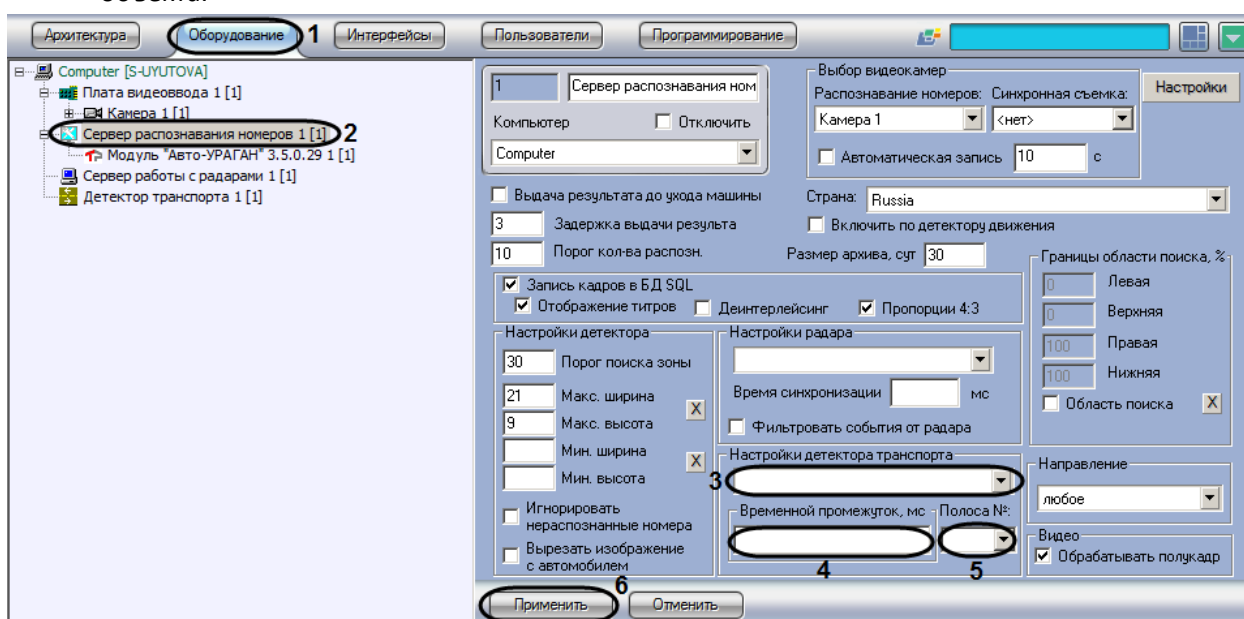 объекта.
Архитектура Оборудование 1 Интерфейсы Пользователи Программирование
Computer [S-UYUTOVA]
Плата видеоввода 1 [1]
Камера 1 [1]
Сервер распознавания номеров 1 [1] 2
Модуль "Авто-УРАГАН" 3.5.0.29 1 [1]
Сервер работы с радарами 1 [1]
Детектор транспорта 1 [1]
1 Сервер распознавания ном
Компьютер Отключить
Computer
Выбор видеокамер
Распознавание номеров: Синхронная съемка:
Камера 1 <нет>
Автоматическая запись 10 с
Настройки
Выдача результата до ухода машины
Страна: Russia
3 Задержка выдачи результа
Включить по детектору движения
10 Порог кол-ва распозн.
Размер архива, сут 30
Запись кадров в БД SQL
Отображение титров Деинтерлейсинг Пропорции 4:3
Границы области поиска, %
0 Левая
0 Верхняя
100 Правая
100 Нижняя
Область поиска X
Настройки детектора
30 Порог поиска зоны
21 Макс. ширина
X
9 Макс. высота
Мин. ширина
X
Мин. высота
Игнорировать
нераспознанные номера
Вырезать изображение
с автомобилем
Настройки радара
Время синхронизации мс
Фильтровать события от радара
Настройки детектора транспорта
3
Временной промежуток, мс Полоса №:
4 5
Направление
любое
Видео
Обрабатывать полукадр
6
Применить Отменить